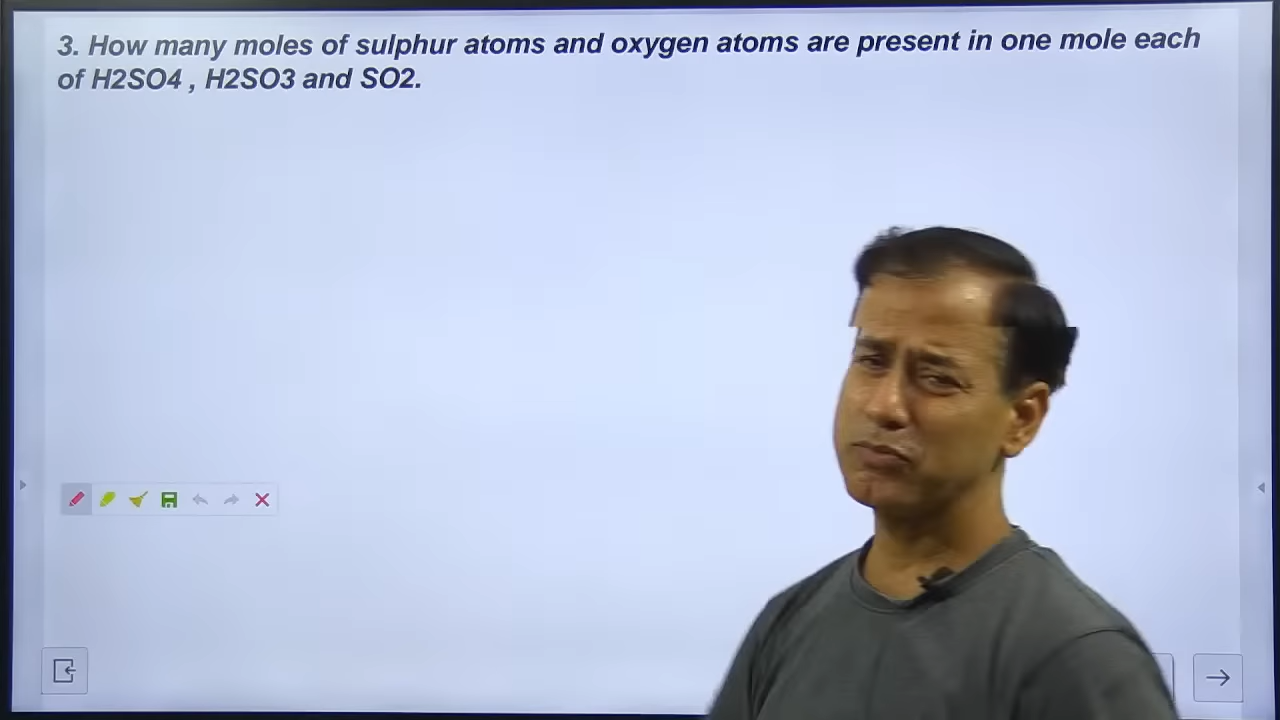 3. How many moles of sulphur atoms and oxygen atoms are present in one mole each
of H2SO4 , H2SO3 and SO2.